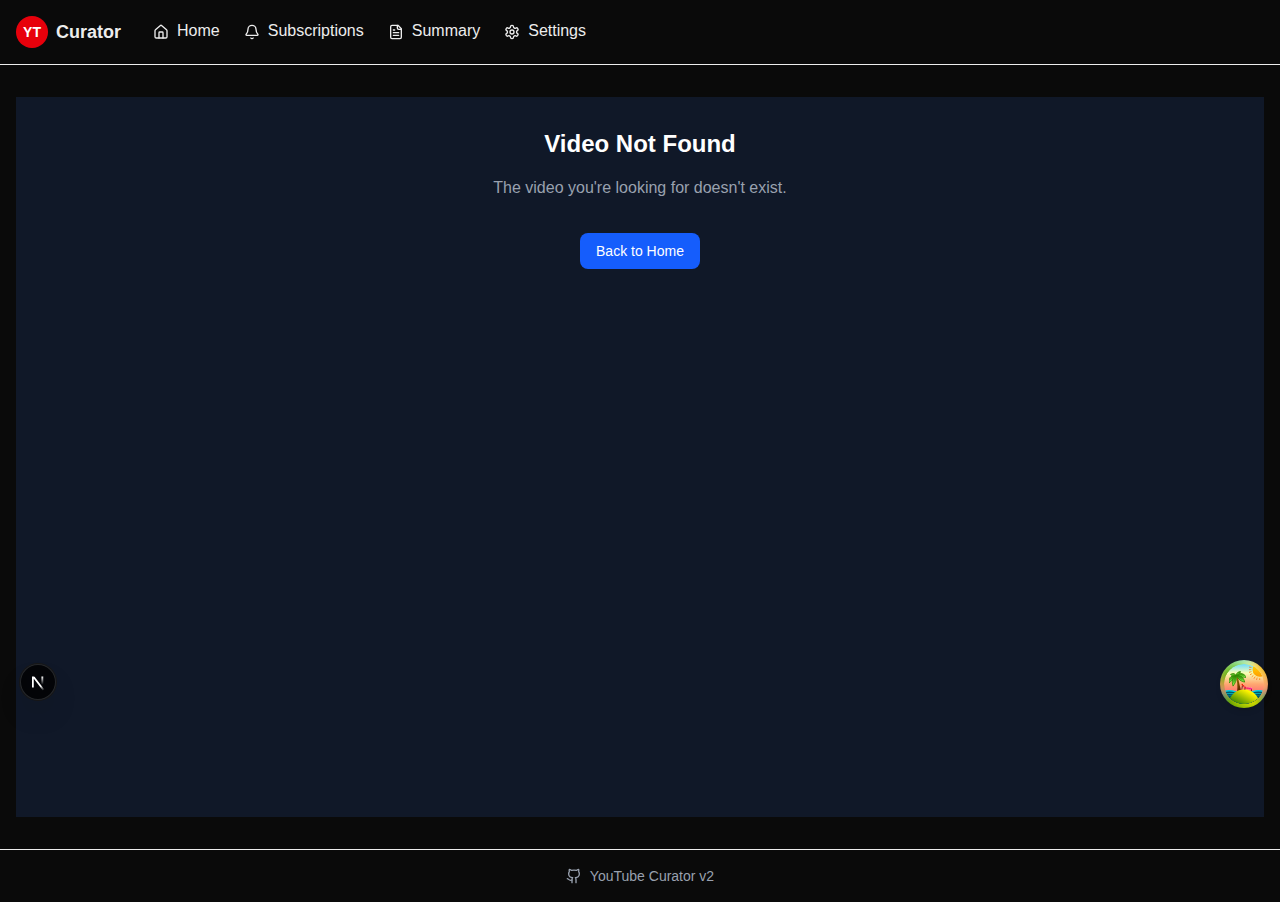 YT Curator Home Subscriptions Summary Settings
Video Not Found
The video you're looking for doesn't exist.
Back to Home
N
YouTube Curator v2